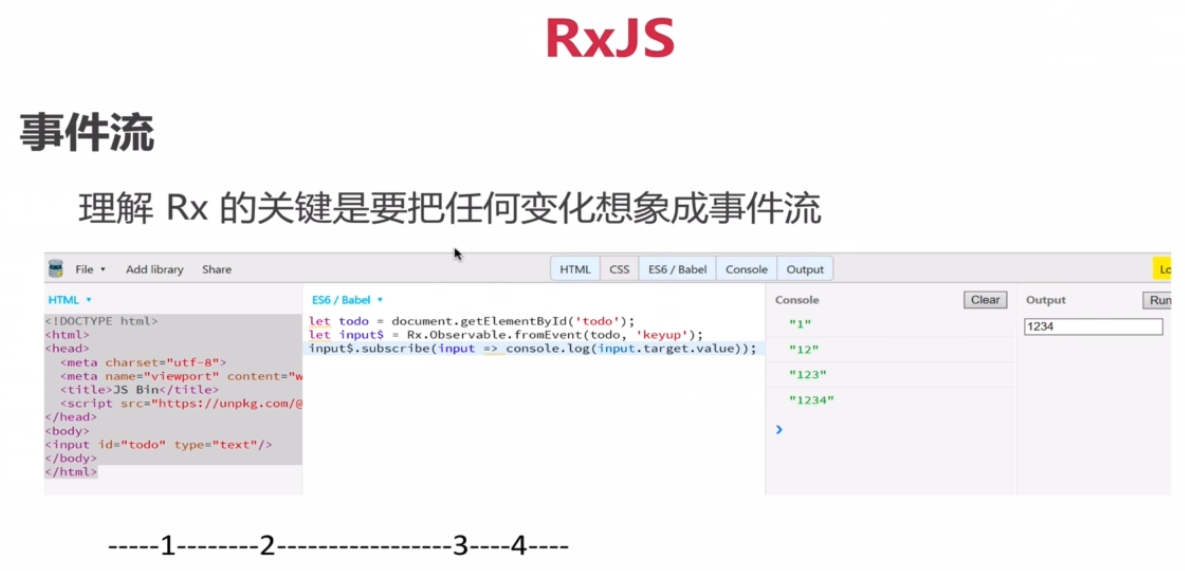 RxJS
事件流
理解 Rx 的关键是要把任何变化想象成事件流
File ▾ Add library Share HTML CSS ES6 / Babel Console Output
HTML ▾
<!DOCTYPE html>
<html>
<head>
<meta charset="utf-8">
<meta name="viewport" content="w
<title>JS Bin</title>
<script src="https://unpkg.com/@
</head>
<body>
<input id="todo" type="text"/>
</body>
</html>
ES6 / Babel ▾
let todo = document.getElementById('todo');
let input$ = Rx.Observable.fromEvent(todo, 'keyup');
input$.subscribe(input => console.log(input.target.value));
Console Clear
"1"
"12"
"123"
"1234"
>
Output Run
1234
-----1--------2-----------------3----4----